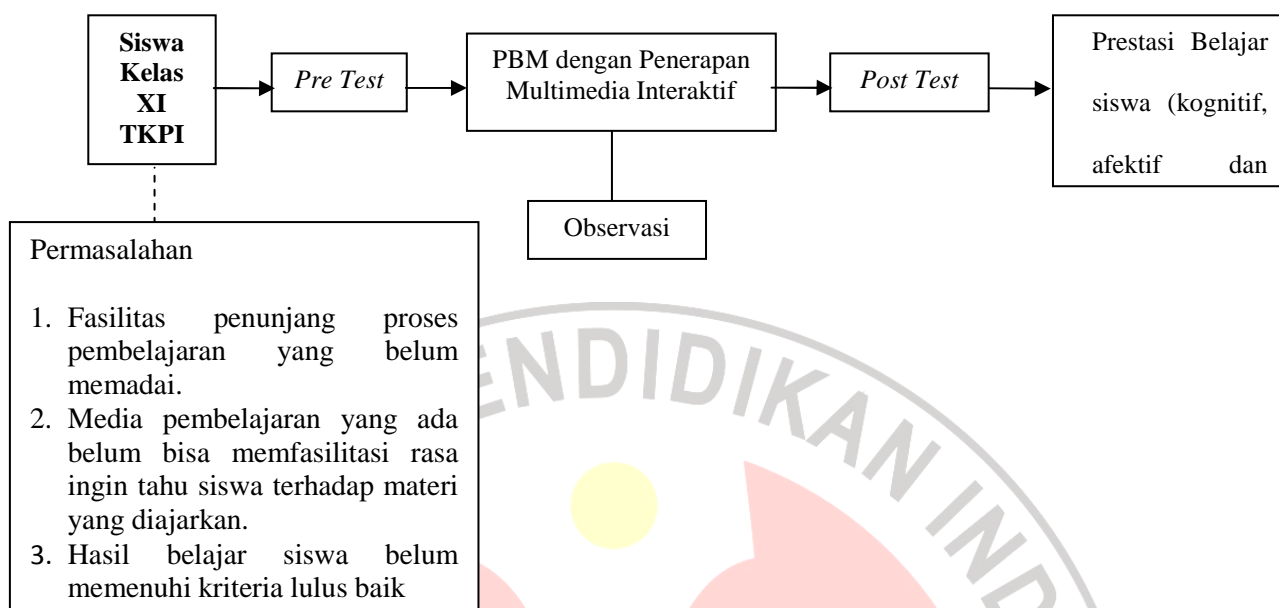 Siswa
Kelas
XI
TKPI
Pre Test
PBM dengan Penerapan
Multimedia Interaktif
Post Test
Prestasi Belajar
siswa (kognitif,
afektif dan
Observasi
Permasalahan
1. Fasilitas penunjang proses
pembelajaran yang belum
memadai.
2. Media pembelajaran yang ada
belum bisa memfasilitasi rasa
ingin tahu siswa terhadap materi
yang diajarkan.
3. Hasil belajar siswa belum
memenuhi kriteria lulus baik
ENDIDIKAN IND